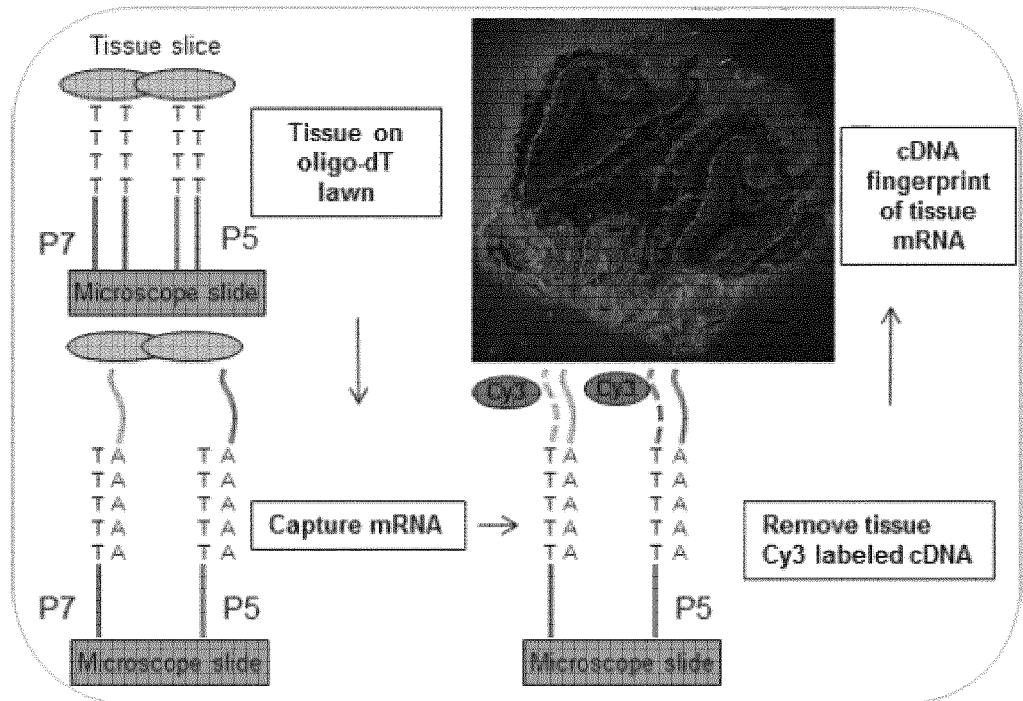 Tissue slice
T T T T
T T T T
T T T T
T T T T
P7
P5
Microscope slide
Tissue on
oligo-dT
lawn
T A T A
T A T A
T A T A
T A T A
T A T A
P7
P5
Microscope slide
Capture mRNA
Cy3
Cy3
T A T A
T A T A
T A T A
T A T A
T A T A
P5
Microscope slide
Remove tissue
Cy3 labeled cDNA
cDNA
fingerprint
of tissue
mRNA